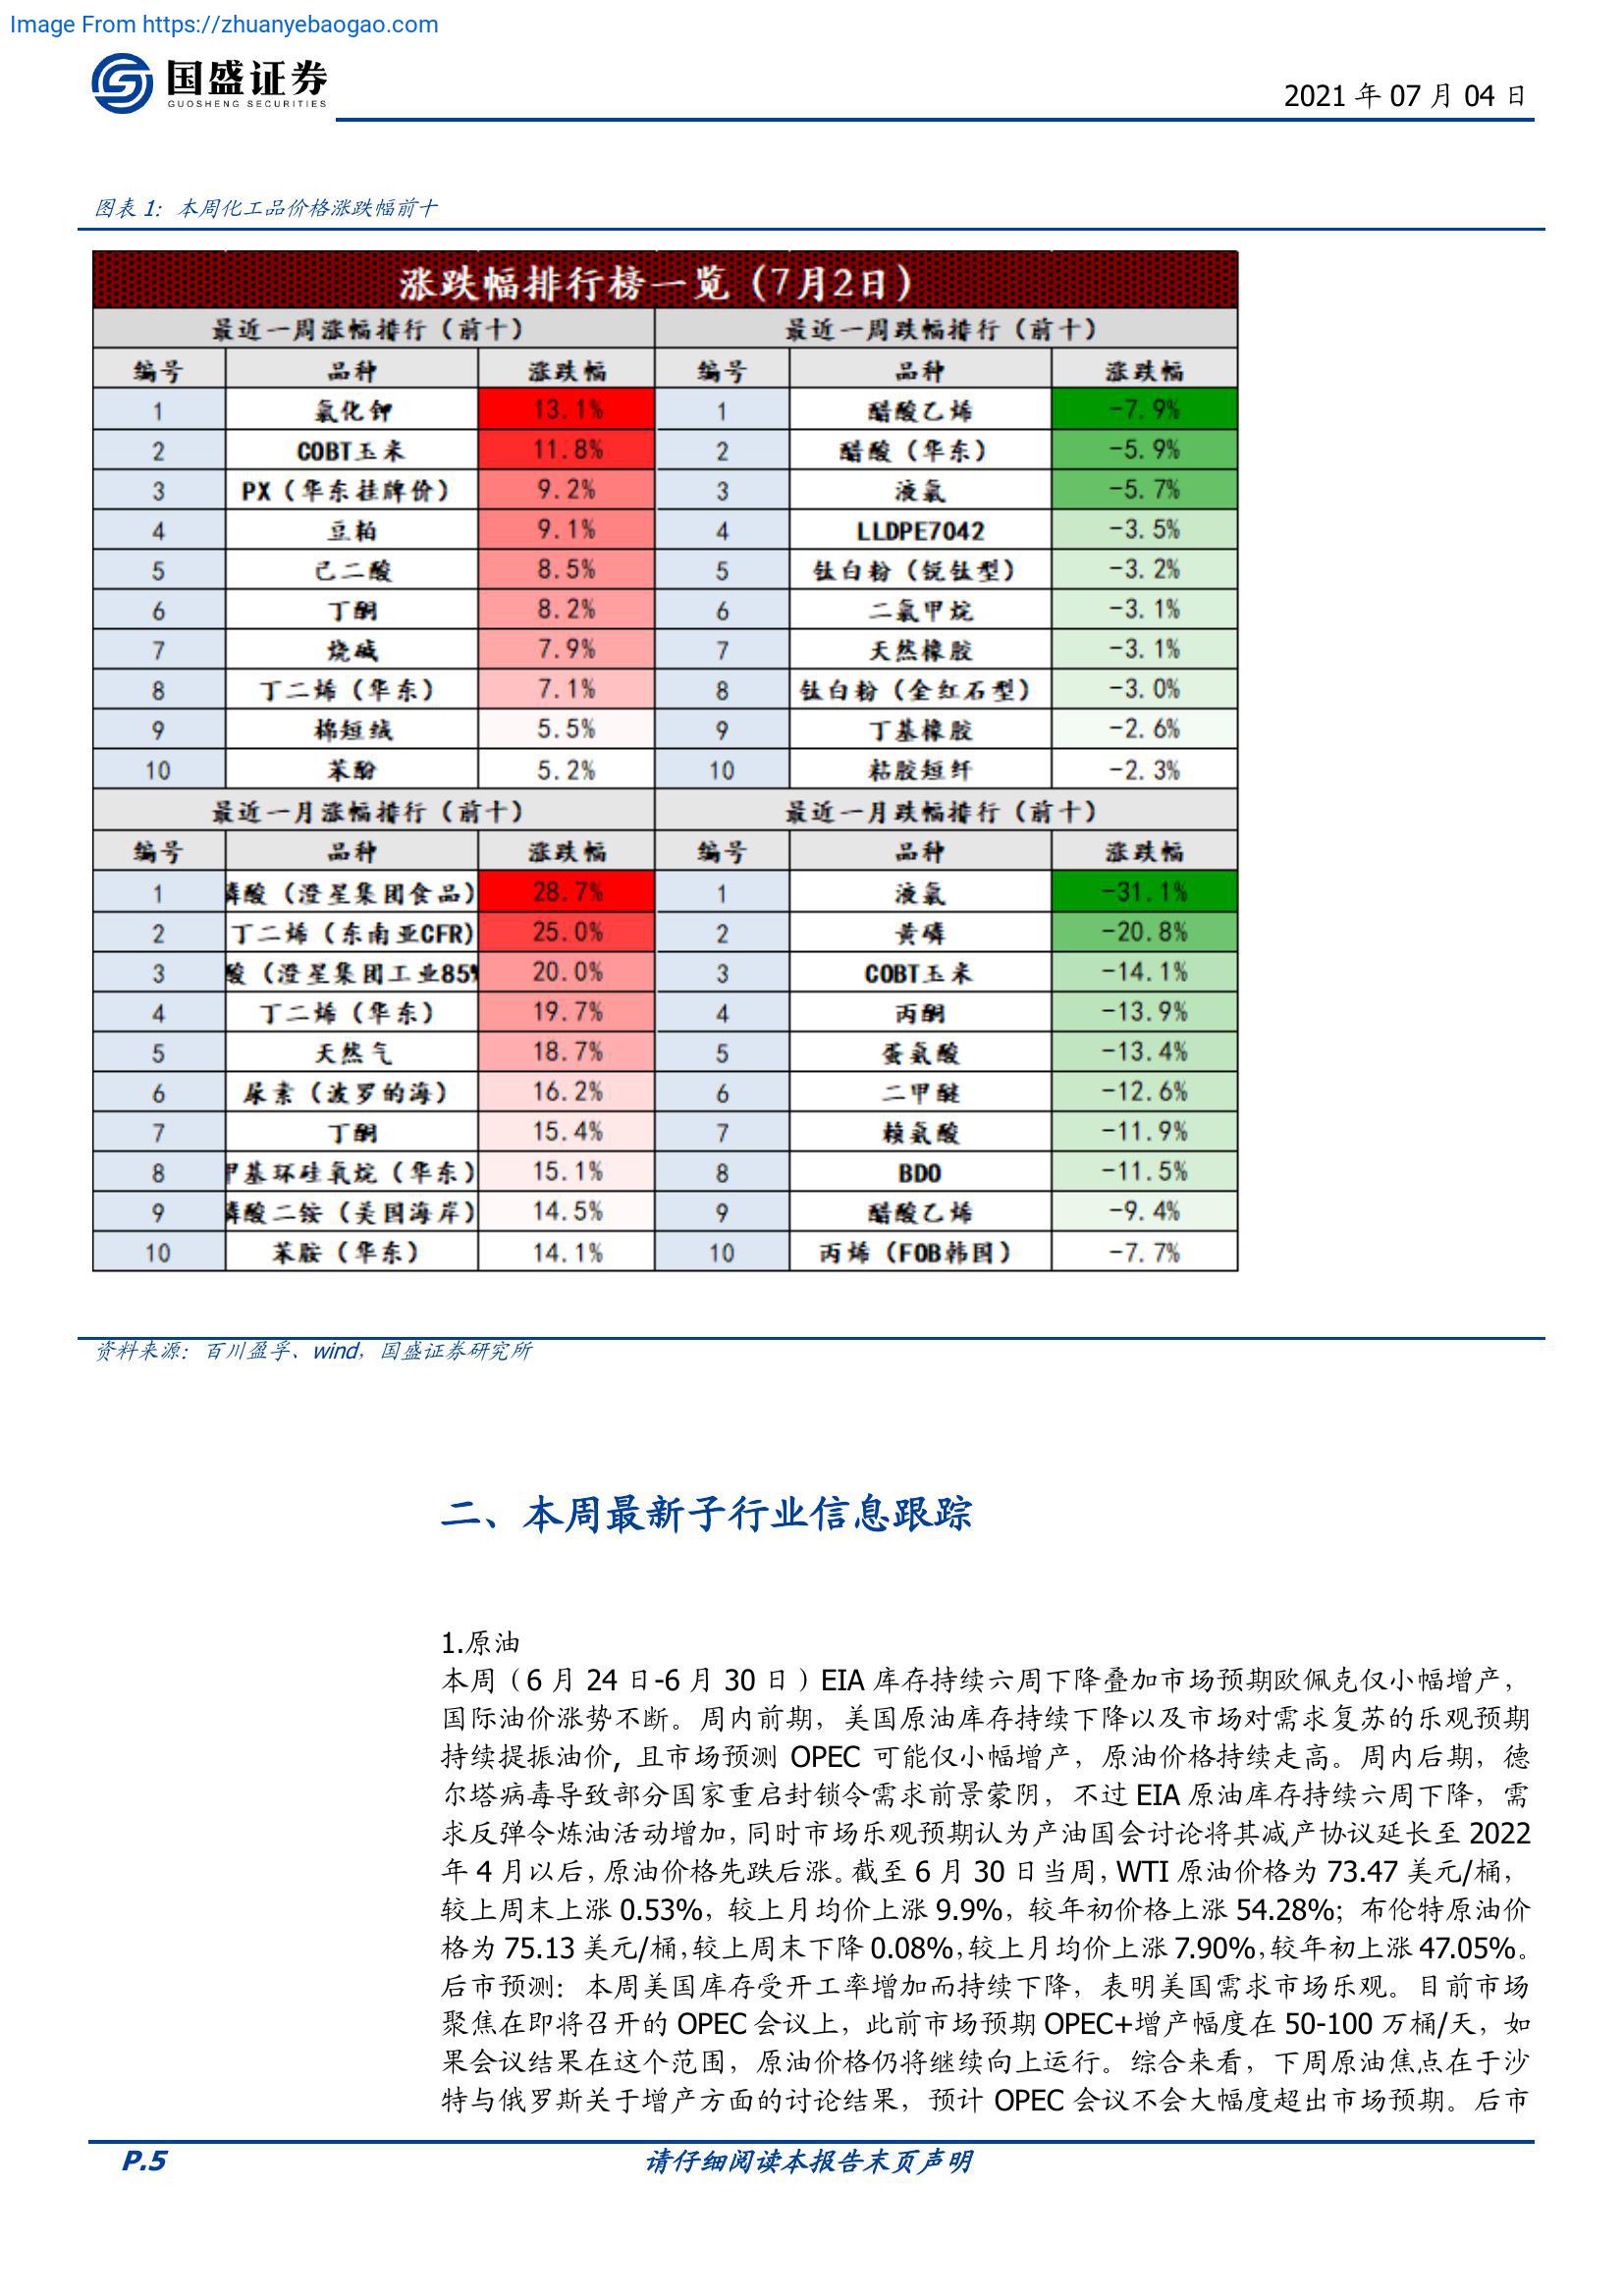 Image From https://zhuanyebaogao.com
国盛证券
GUOSHENG SECURITIES
2021 年 07 月 04 日
图表 1：本周化工品价格涨跌幅前十
涨跌幅排行榜一览（7月2日）
最近一周涨幅排行（前十） 最近一周跌幅排行（前十）
编号 品种 涨跌幅 编号 品种 涨跌幅
1 氯化钾 13.1% 1 醋酸乙烯 -7.9%
2 COBT玉米 11.8% 2 醋酸（华东） -5.9%
3 PX（华东挂牌价） 9.2% 3 液氯 -5.7%
4 豆粕 9.1% 4 LLDPE7042 -3.5%
5 己二酸 8.5% 5 钛白粉（锐钛型） -3.2%
6 丁酮 8.2% 6 二氯甲烷 -3.1%
7 烧碱 7.9% 7 天然橡胶 -3.1%
8 丁二烯（华东） 7.1% 8 钛白粉（金红石型） -3.0%
9 棉短绒 5.5% 9 丁基橡胶 -2.6%
10 苯酚 5.2% 10 粘胶短纤 -2.3%
最近一月涨幅排行（前十） 最近一月跌幅排行（前十）
编号 品种 涨跌幅 编号 品种 涨跌幅
1 磷酸（澄星集团食品） 28.7% 1 液氯 -31.1%
2 丁二烯（东南亚CFR） 25.0% 2 黄磷 -20.8%
3 酸（澄星集团工业85% 20.0% 3 COBT玉米 -14.1%
4 丁二烯（华东） 19.7% 4 丙酮 -13.9%
5 天然气 18.7% 5 蛋氨酸 -13.4%
6 尿素（波罗的海） 16.2% 6 二甲醚 -12.6%
7 丁酮 15.4% 7 赖氨酸 -11.9%
8 甲基环硅氧烷（华东） 15.1% 8 BDO -11.5%
9 磷酸二铵（美国海岸） 14.5% 9 醋酸乙烯 -9.4%
10 苯胺（华东） 14.1% 10 丙烯（FOB韩国） -7.7%
资料来源：百川盈孚、wind，国盛证券研究所
二、本周最新子行业信息跟踪
1.原油
本周（6 月 24 日-6 月 30 日）EIA 库存持续六周下降叠加市场预期欧佩克仅小幅增产，
国际油价涨势不断。周内前期，美国原油库存持续下降以及市场对需求复苏的乐观预期
持续提振油价，且市场预测 OPEC 可能仅小幅增产，原油价格持续走高。周内后期，德
尔塔病毒导致部分国家重启封锁令需求前景蒙阴，不过 EIA 原油库存持续六周下降，需
求反弹令炼油活动增加，同时市场乐观预期认为产油国会讨论将其减产协议延长至 2022
年 4 月以后，原油价格先跌后涨。截至 6 月 30 日当周，WTI 原油价格为 73.47 美元/桶，
较上周末上涨 0.53%，较上月均价上涨 9.9%，较年初价格上涨 54.28%；布伦特原油价
格为 75.13 美元/桶，较上周末下降 0.08%，较上月均价上涨 7.90%，较年初上涨 47.05%。
后市预测：本周美国库存受开工率增加而持续下降，表明美国需求市场乐观。目前市场
聚焦在即将召开的 OPEC 会议上，此前市场预期 OPEC+增产幅度在 50-100 万桶/天，如
果会议结果在这个范围，原油价格仍将继续向上运行。综合来看，下周原油焦点在于沙
特与俄罗斯关于增产方面的讨论结果，预计 OPEC 会议不会大幅度超出市场预期。后市
P.5
请仔细阅读本报告末页声明